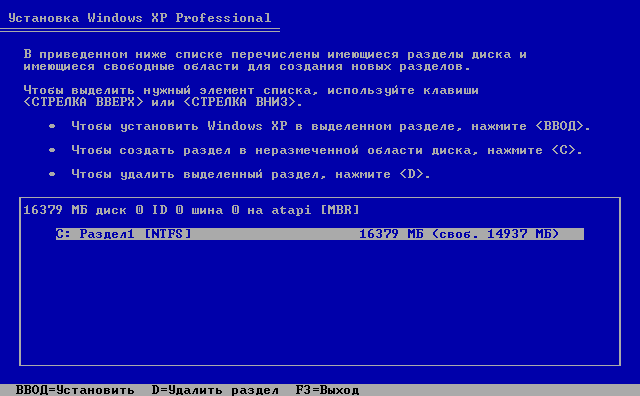 Установка Windows XP Professional
В приведенном ниже списке перечислены имеющиеся разделы диска и
имеющиеся свободные области для создания новых разделов.
Чтобы выделить нужный элемент списка, используйте клавиши
<СТРЕЛКА ВВЕРХ> или <СТРЕЛКА ВНИЗ>.
• Чтобы установить Windows XP в выделенном разделе, нажмите <ВВОД>.
• Чтобы создать раздел в неразмеченной области диска, нажмите <C>.
• Чтобы удалить выделенный раздел, нажмите <D>.
16379 МБ диск 0 ID 0 шина 0 на atapi [MBR]
C: Раздел1 [NTFS] 16379 МБ (своб. 14937 МБ)
ВВОД=Установить D=Удалить раздел F3=Выход